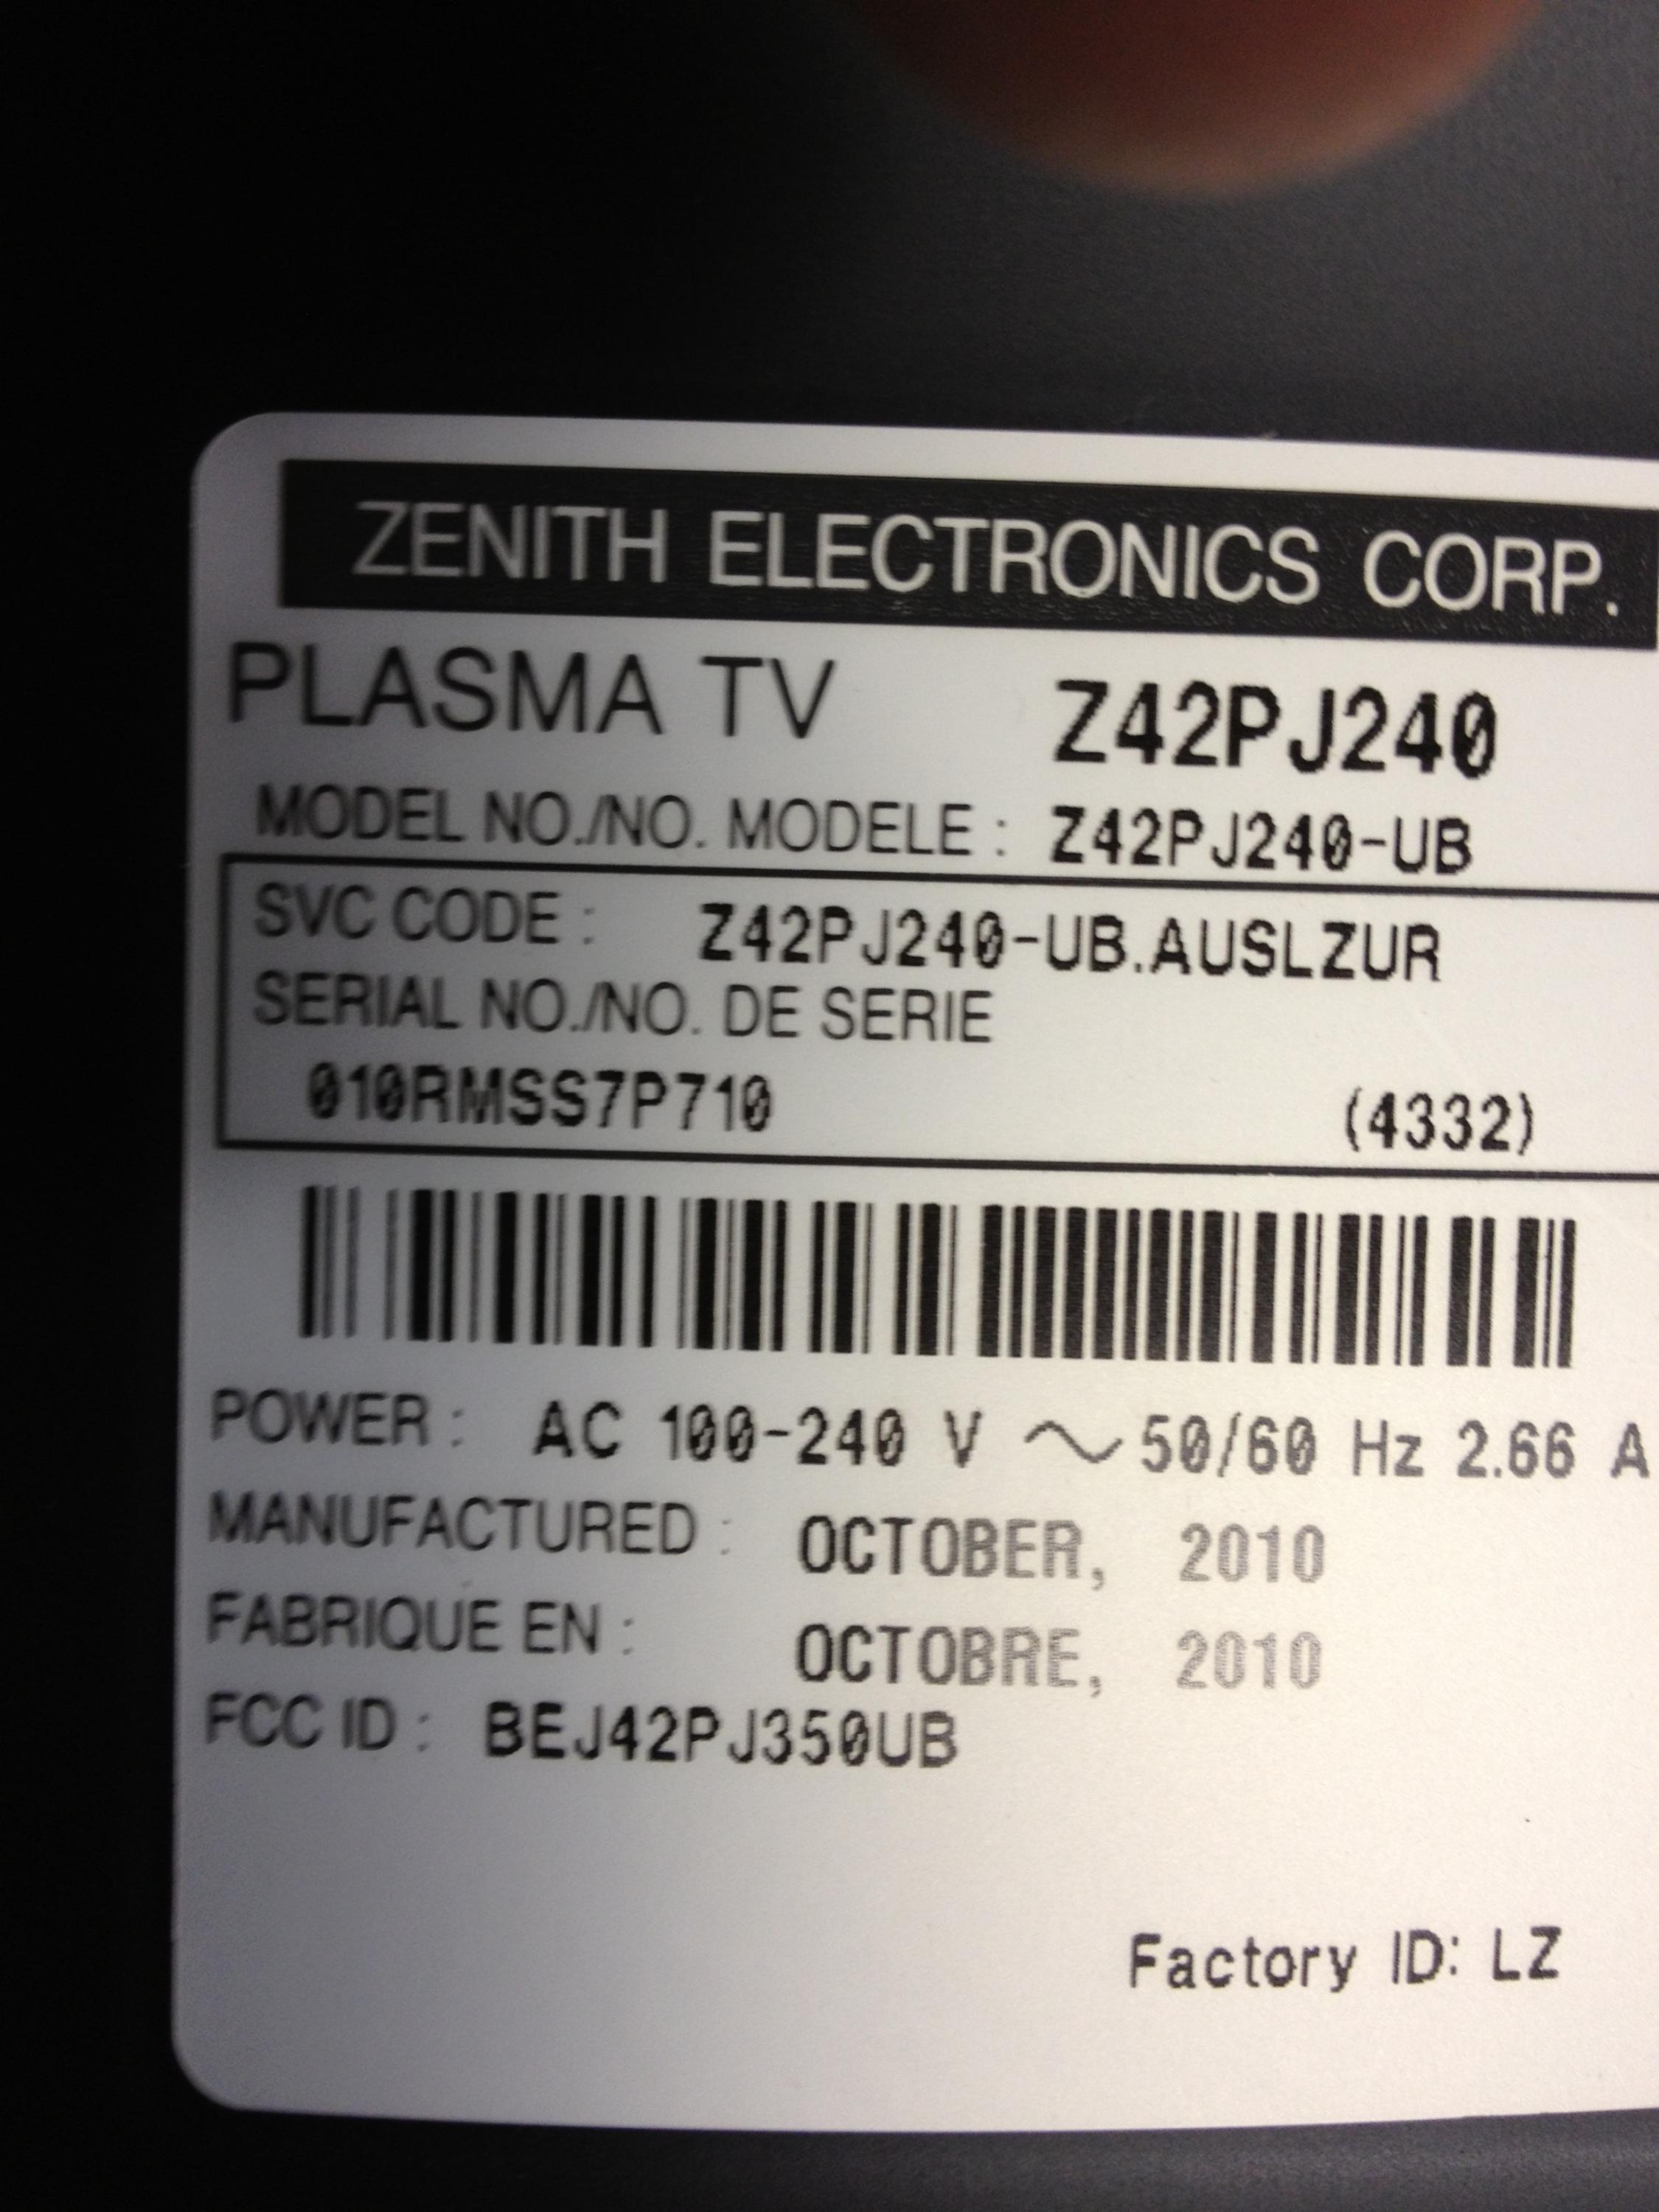 ZENITH ELECTRONICS CORP.
PLASMA TV Z42PJ240
MODEL NO./NO. MODELE : Z42PJ240-UB
SVC CODE : Z42PJ240-UB.AUSLZUR
SERIAL NO./NO. DE SERIE
010RMSS7P710 (4332)
POWER : AC 100-240 V ~ 50/60 Hz 2.66 A
MANUFACTURED : OCTOBER, 2010
FABRIQUE EN : OCTOBRE, 2010
FCC ID : BEJ42PJ350UB
Factory ID: LZ